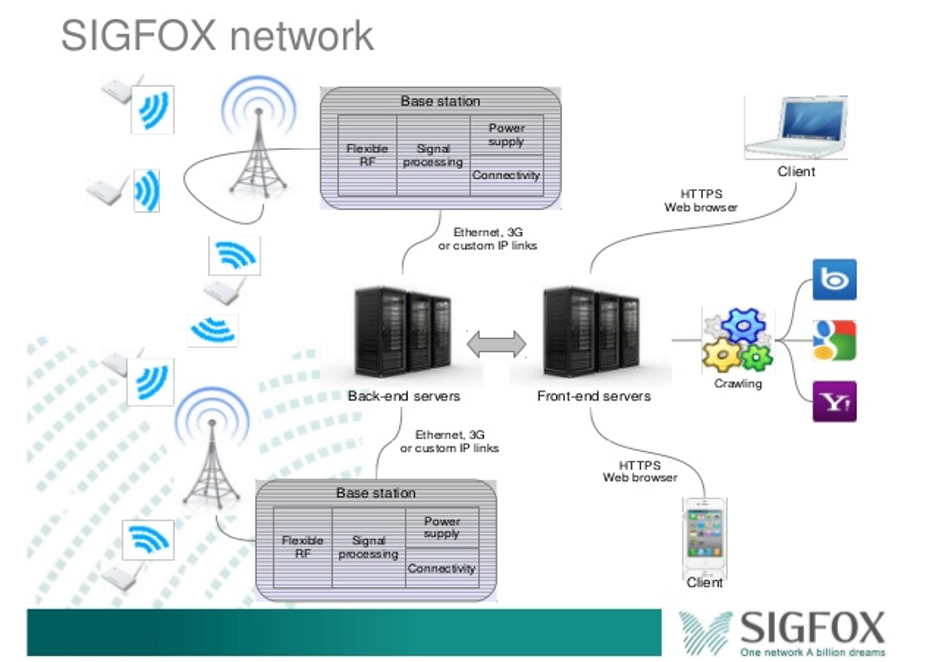 SIGFOX network
Base station
Flexible
RF
Signal
processing
Power
supply
Connectivity
Client
HTTPS
Web browser
Ethernet, 3G
or custom IP links
b
g
Y!
Crawling
Back-end servers
Front-end servers
Ethernet, 3G
or custom IP links
HTTPS
Web browser
Base station
Flexible
RF
Signal
processing
Power
supply
Connectivity
Client
SIGFOX
One network A billion dreams